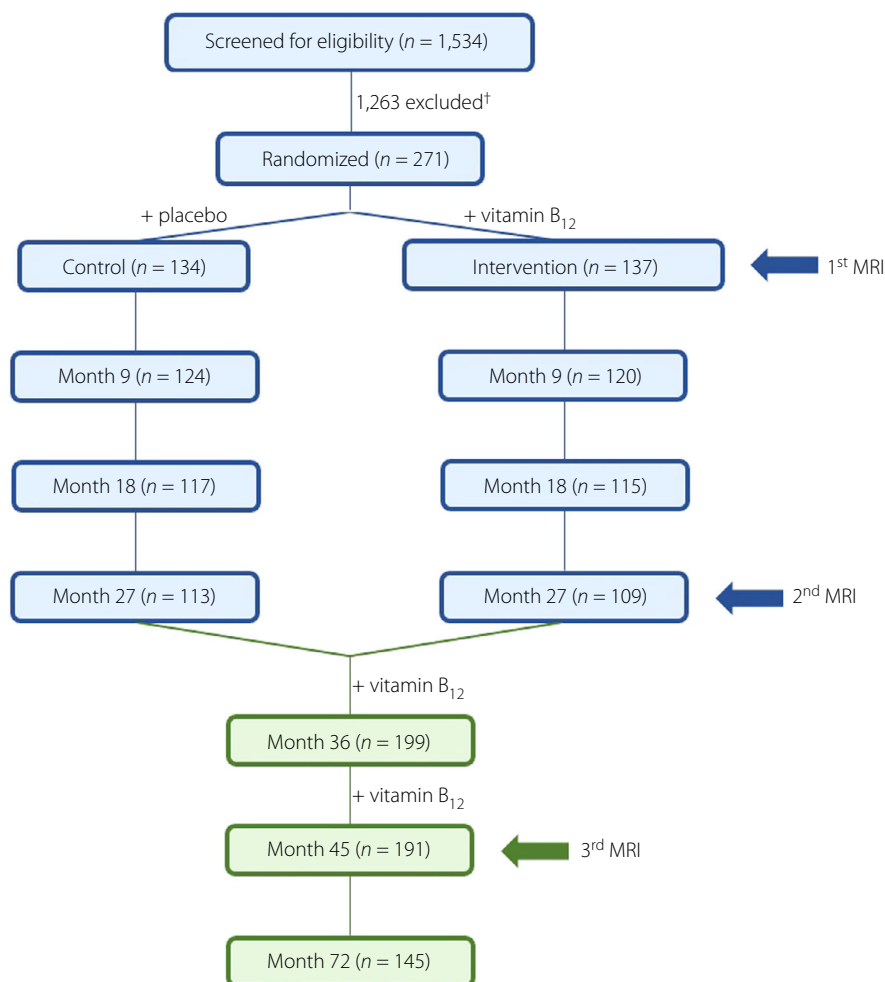 Screened for eligibility (n = 1,534)
1,263 excluded†
Randomized (n = 271)
+ placebo
+ vitamin B12
Control (n = 134)
Intervention (n = 137)
1st MRI
Month 9 (n = 124)
Month 9 (n = 120)
Month 18 (n = 117)
Month 18 (n = 115)
Month 27 (n = 113)
Month 27 (n = 109)
2nd MRI
+ vitamin B12
Month 36 (n = 199)
+ vitamin B12
Month 45 (n = 191)
3rd MRI
Month 72 (n = 145)